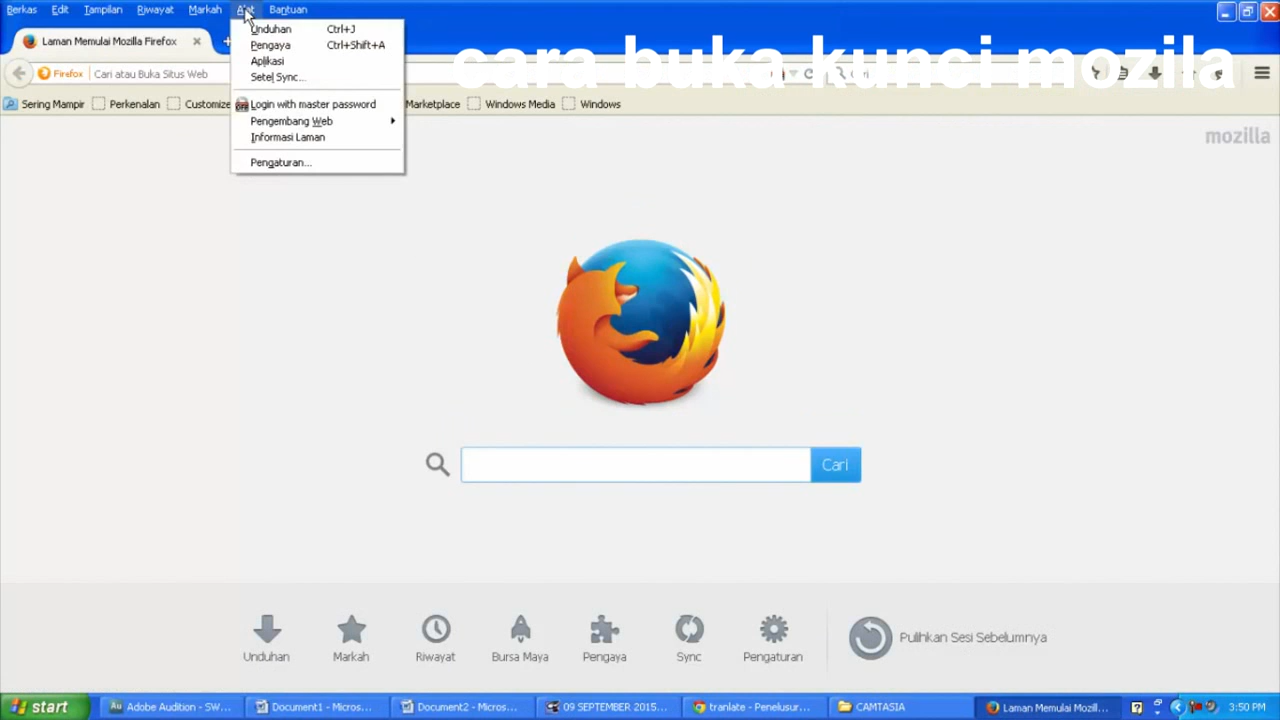 Berkas Edit Tampilan Riwayat Markah Alat Bantuan
Unduhan Ctrl+J
Pengaya Ctrl+Shift+A
Aplikasi
Setel Sync...
Login with master password
Pengembang Web
Informasi Laman
Pengaturan...
Laman Memulai Mozilla Firefox
cara buka kunci mozila
Firefox Cari atau Buka Situs Web
Cari
Sering Mampir Perkenalan Customize Marketplace Windows Media Windows
mozilla
Cari
Unduhan Markah Riwayat Bursa Maya Pengaya Sync Pengaturan
Pulihkan Sesi Sebelumnya
start Adobe Audition - SW... Document1 - Micros... Document2 - Micros... 09 SEPTEMBER 2015... tranlate - Penelusur... CAMTASIA Laman Memulai Mozill... 3:50 PM